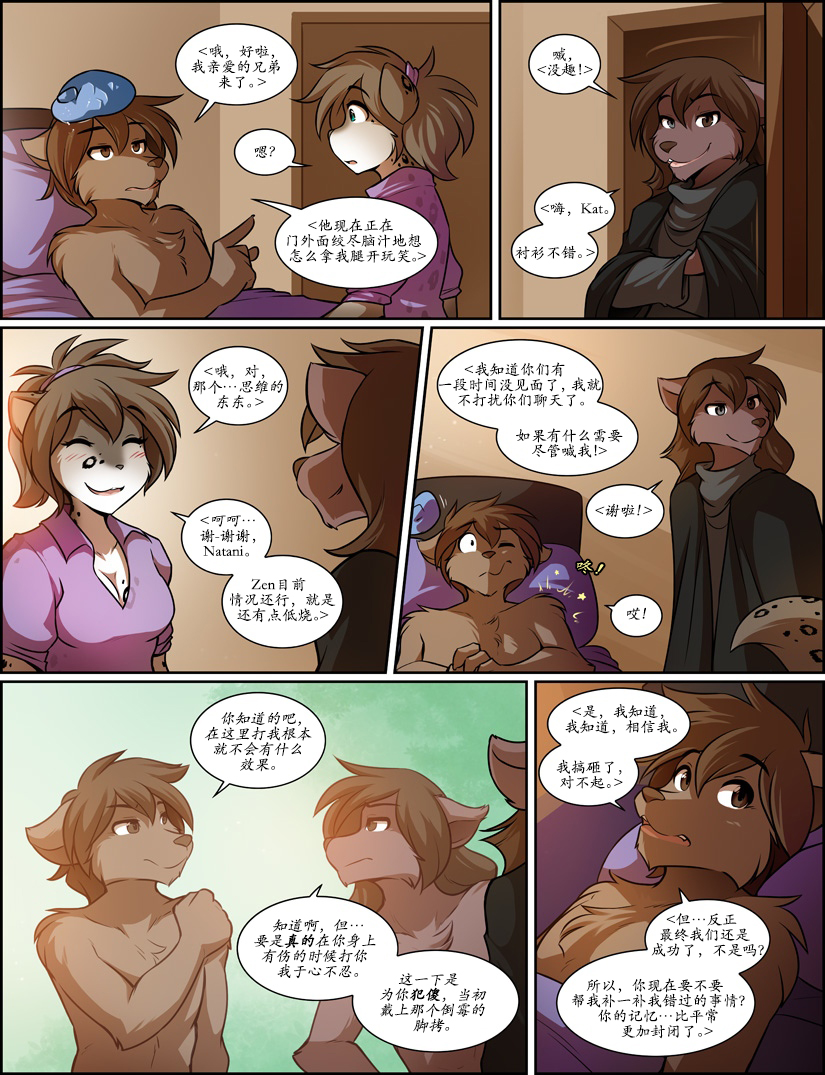 <哦，好啦，
我亲爱的兄弟
来了。>
嗯？
<他现在正在
门外面绞尽脑汁地想
怎么拿我腿开玩笑。>
喊，
<没趣！>
<嗨，Kat。
衬衫不错。>
<哦，对，
那个…思维的
东东。>
<呵呵…
谢-谢谢，
Natani。
Zen目前
情况还行，就是
还有点低烧。>
<我知道你们有
一段时间没见面了，我就
不打扰你们聊天了。
如果有什么需要
尽管喊我！>
<谢啦！>
咚！
哎！
你知道的吧，
在这里打我根本
就不会有什么
效果。
知道啊，但…
要是真的在你身上
有伤的时候打你
我于心不忍。
这一下是
为你犯傻，当初
戴上那个倒霉的
脚拷。
<是，我知道，
我知道，相信我。
我搞砸了，
对不起。>
<但…反正
最终我们还是
成功了，不是吗？
所以，你现在要不要
帮我补一补我错过的事情？
你的记忆…比平常
更加封闭了。>